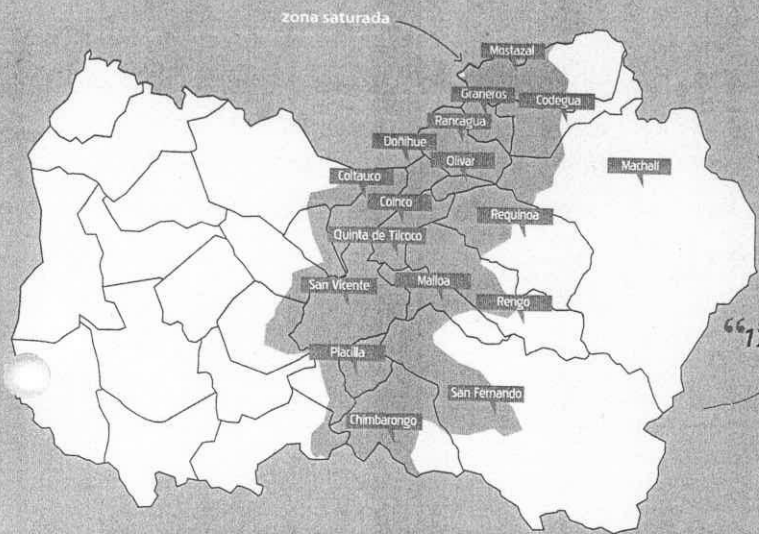 zona saturada
Mostazal
Graneros
Codegua
Rancagua
Doñihue
Olivar
Machalí
Coltauco
Coinco
Requinoa
Quinta de Tilcoco
San Vicente
Malloa
Rengo
Placilla
San Fernando
Chimbarongo